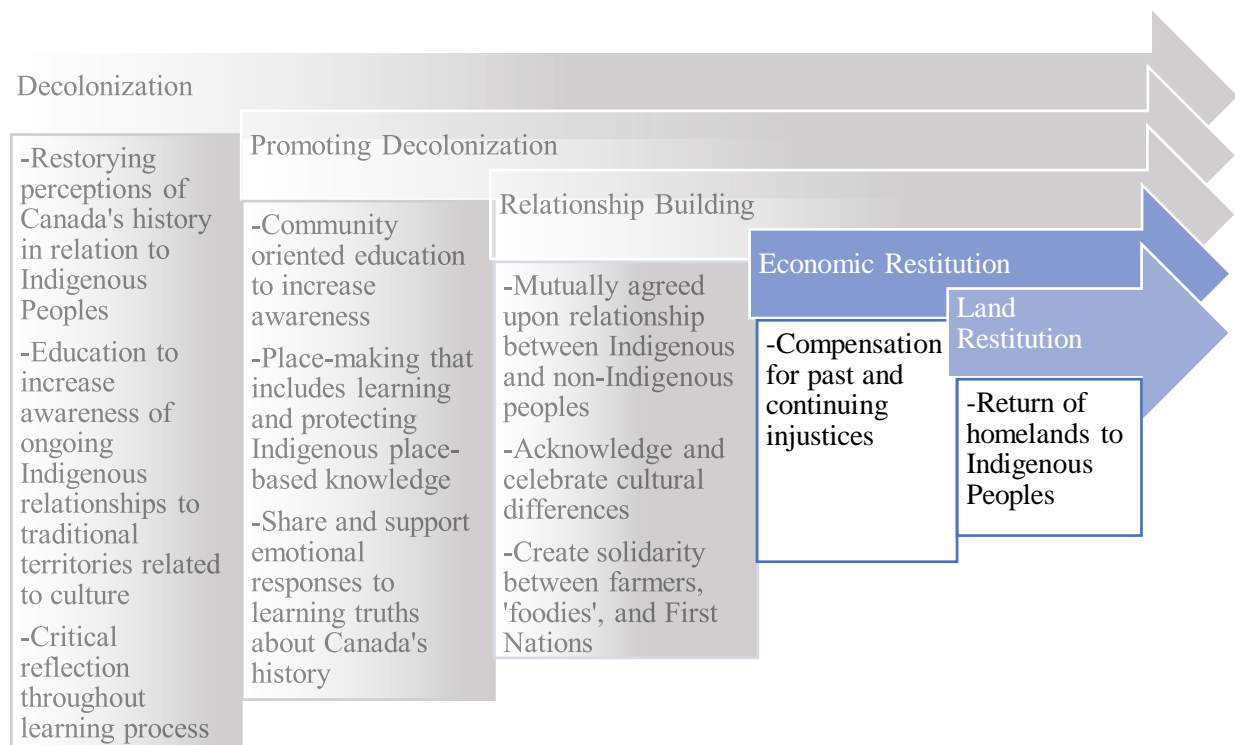 Decolonization
-Restorying
perceptions of
Canada's history
in relation to
Indigenous
Peoples
-Education to
increase
awareness of
ongoing
Indigenous
relationships to
traditional
territories related
to culture
-Critical
reflection
throughout
learning process
Promoting Decolonization
-Community
oriented education
to increase
awareness
-Place-making that
includes learning
and protecting
Indigenous place-
based knowledge
-Share and support
emotional
responses to
learning truths
about Canada's
history
Relationship Building
-Mutually agreed
upon relationship
between Indigenous
and non-Indigenous
peoples
-Acknowledge and
celebrate cultural
differences
-Create solidarity
between farmers,
'foodies', and First
Nations
Economic Restitution
-Compensation
for past and
continuing
injustices
Land
Restitution
-Return of
homelands to
Indigenous
Peoples